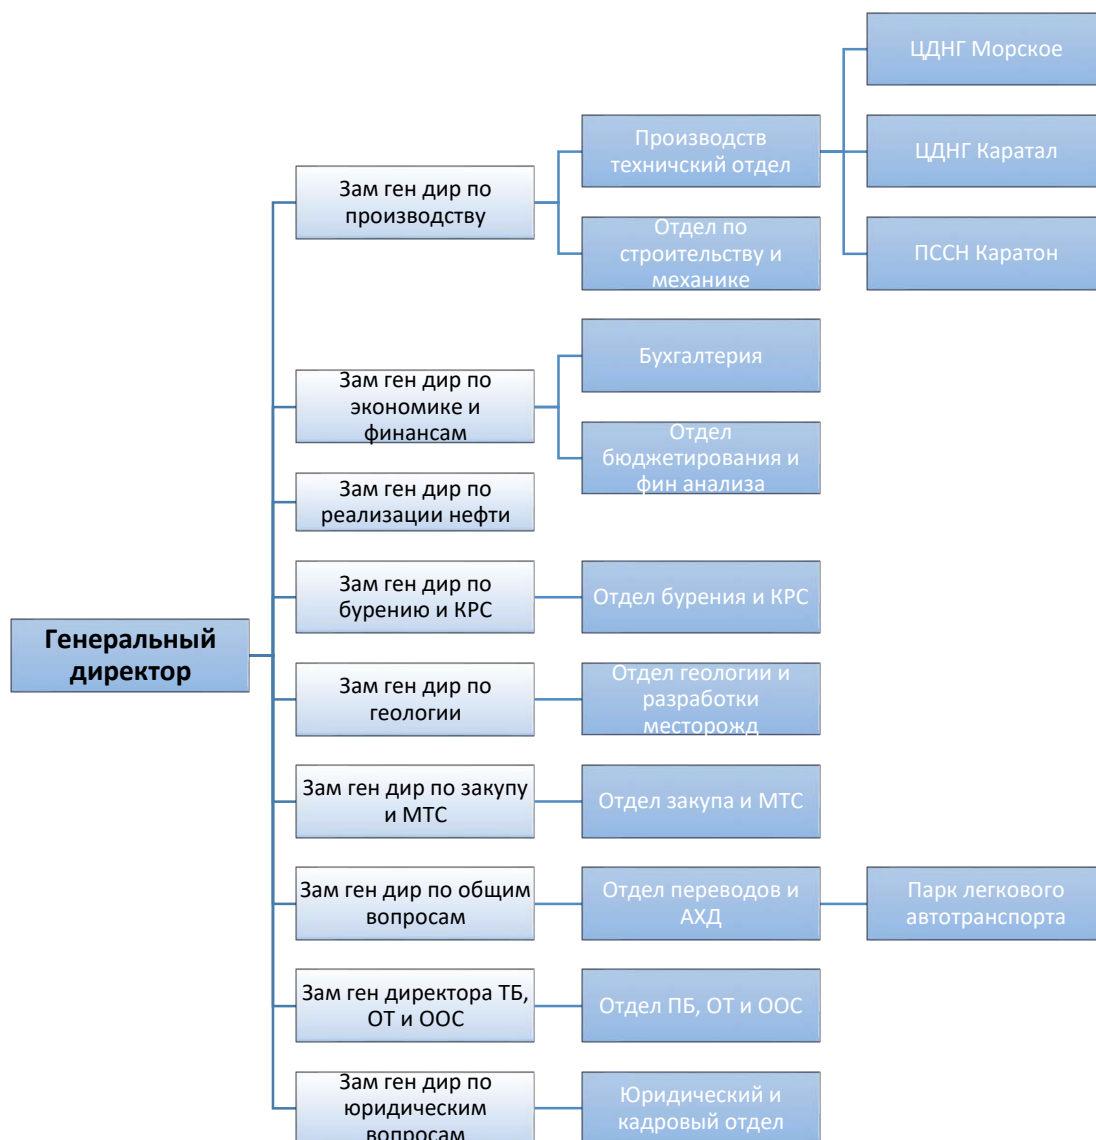 ЦДНГ Морское
Производств
техничский отдел
ЦДНГ Каратал
Зам ген дир по
производству
Отдел по
строительству и
механике
ПССН Каратон
Бухгалтерия
Зам ген дир по
экономике и
финансам
Отдел
бюджетирования и
фин анализа
Зам ген дир по
реализации нефти
Зам ген дир по
бурению и КРС
Отдел бурения и КРС
Генеральный
директор
Зам ген дир по
геологии
Отдел геологии и
разработки
месторожд
Зам ген дир по закупу
и МТС
Отдел закупа и МТС
Зам ген дир по общим
вопросам
Отдел переводов и
АХД
Парк легкового
автотранспорта
Зам ген директора ТБ,
ОТ и ООС
Отдел ПБ, ОТ и ООС
Зам ген дир по
юридическим
вопросам
Юридический и
кадровый отдел